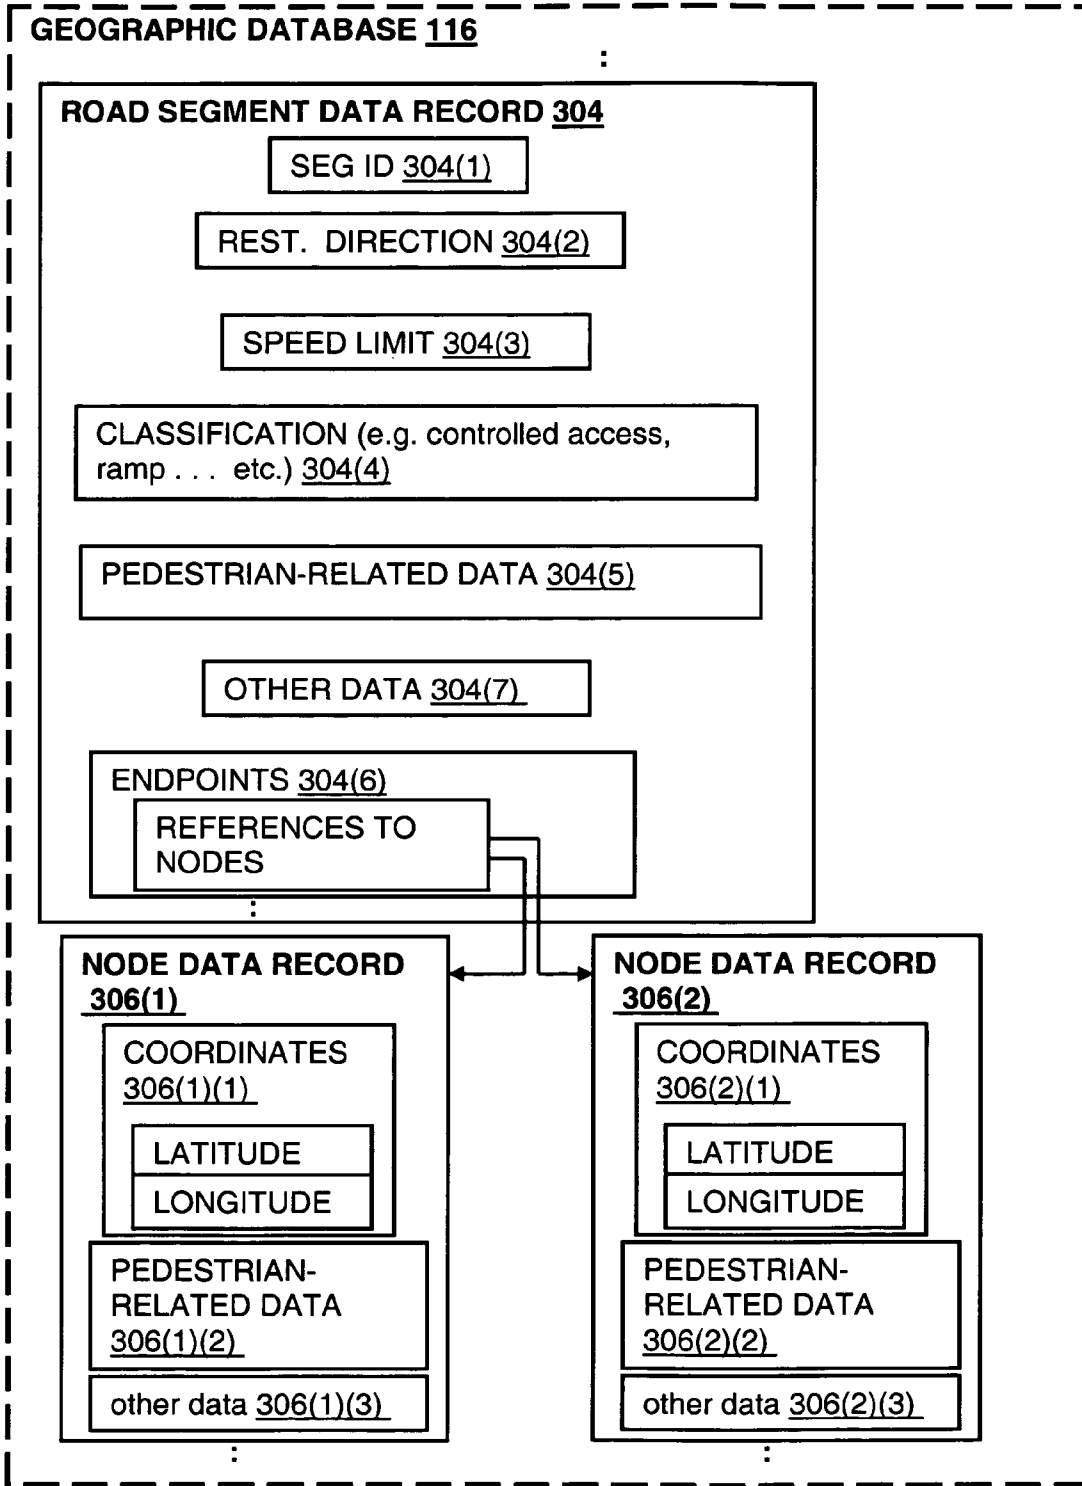 GEOGRAPHIC DATABASE 116
ROAD SEGMENT DATA RECORD 304
SEG ID 304(1)
REST. DIRECTION 304(2)
SPEED LIMIT 304(3)
CLASSIFICATION (e.g. controlled access,
ramp . . . etc.) 304(4)
PEDESTRIAN-RELATED DATA 304(5)
OTHER DATA 304(7)
ENDPOINTS 304(6)
REFERENCES TO
NODES
NODE DATA RECORD
306(1)
COORDINATES
306(1)(1)
LATITUDE
LONGITUDE
PEDESTRIAN-
RELATED DATA
306(1)(2)
other data 306(1)(3)
NODE DATA RECORD
306(2)
COORDINATES
306(2)(1)
LATITUDE
LONGITUDE
PEDESTRIAN-
RELATED DATA
306(2)(2)
other data 306(2)(3)